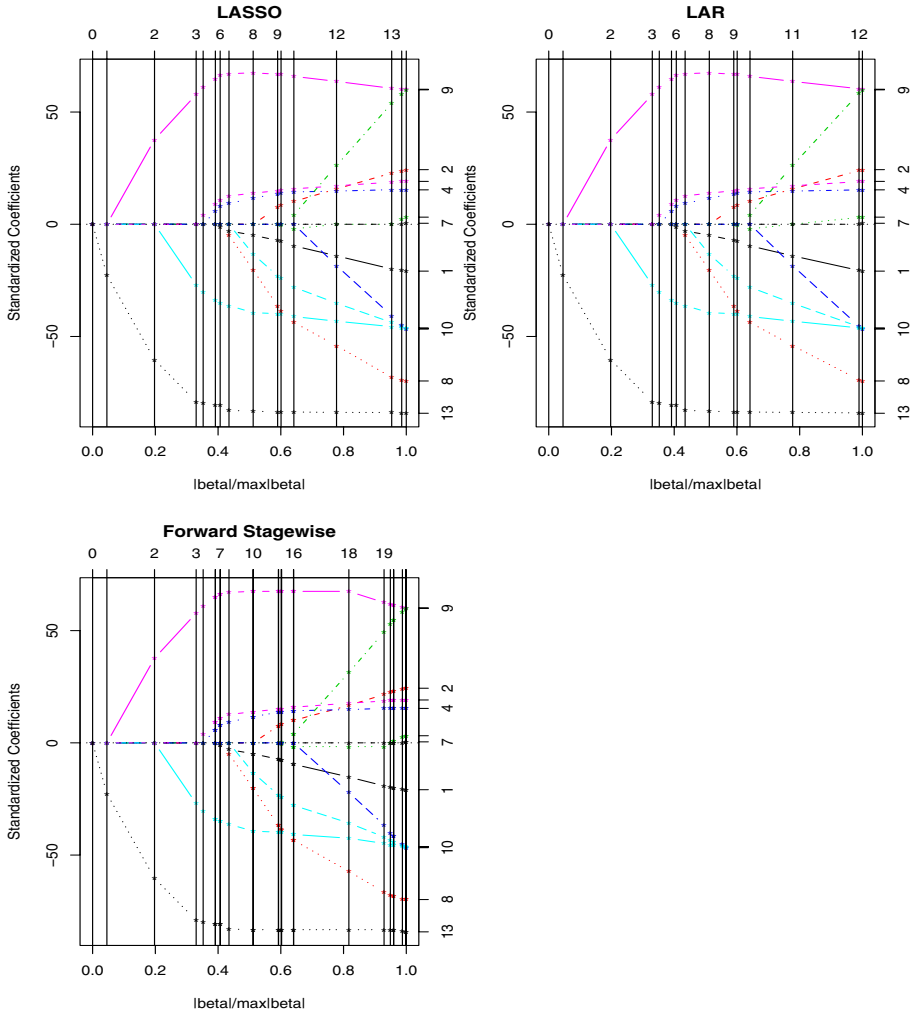 LASSO
0 2 3 6 8 9 12 13
Standardized Coefficients
50
0
−50
9
2
4
7
1
10
8
13
0.0 0.2 0.4 0.6 0.8 1.0
|beta|/max|beta|
LAR
0 2 3 6 8 9 11 12
Standardized Coefficients
50
0
−50
9
2
4
7
1
10
8
13
0.0 0.2 0.4 0.6 0.8 1.0
|beta|/max|beta|
Forward Stagewise
0 2 3 7 10 16 18 19
Standardized Coefficients
50
0
−50
9
2
4
7
1
10
8
13
0.0 0.2 0.4 0.6 0.8 1.0
|beta|/max|beta|